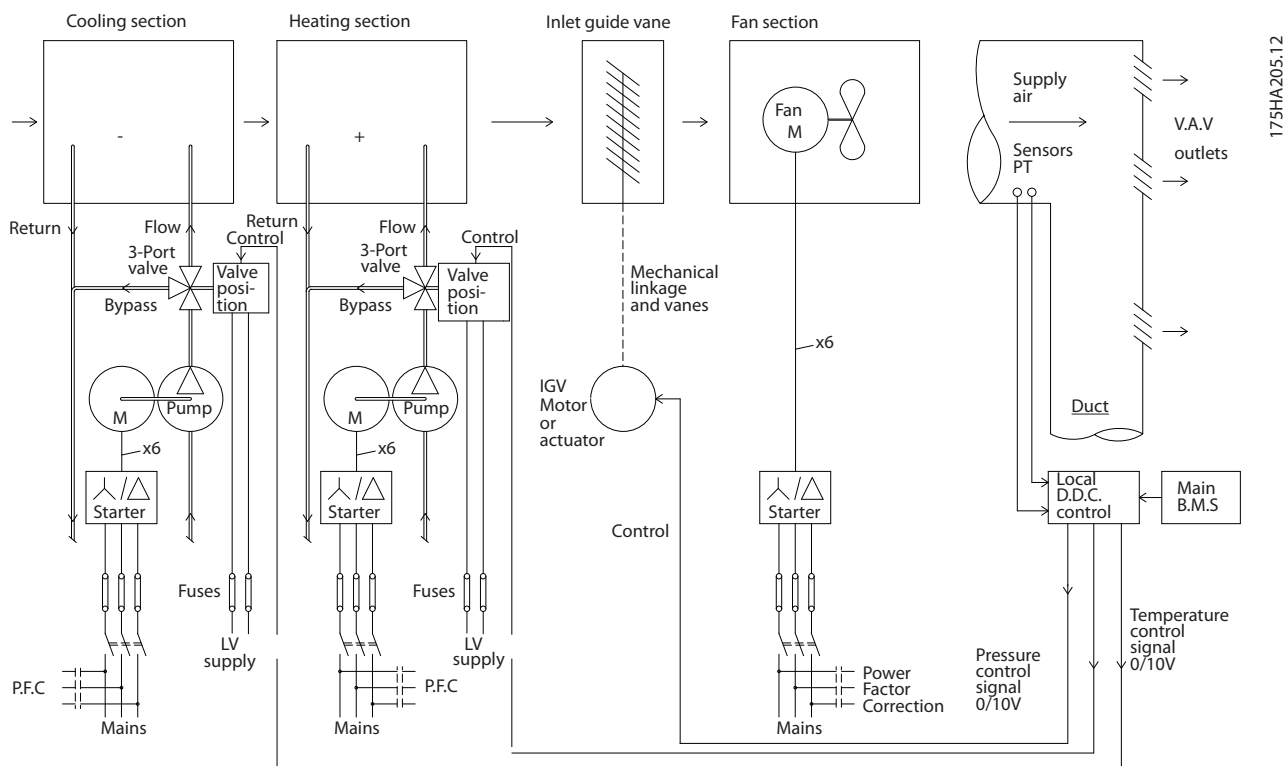 Cooling section
Heating section
Inlet guide vane
Fan section
175HA205.12
-
+
Fan
M
Supply
air
Sensors
PT
V.A.V
outlets
Return
Flow
3-Port
valve
Bypass
Control
Valve
posi-
tion
Return
Flow
3-Port
valve
Bypass
Control
Valve
posi-
tion
Mechanical
linkage
and vanes
x6
M
Pump
M
Pump
IGV
Motor
or
actuator
Duct
x6
x6
Starter
Starter
Starter
Local
D.D.C.
control
Main
B.M.S
Control
Fuses
Fuses
LV
supply
LV
supply
Temperature
control
signal
0/10V
Pressure
control
signal
0/10V
P.F.C
P.F.C
Power
Factor
Correction
Mains
Mains
Mains